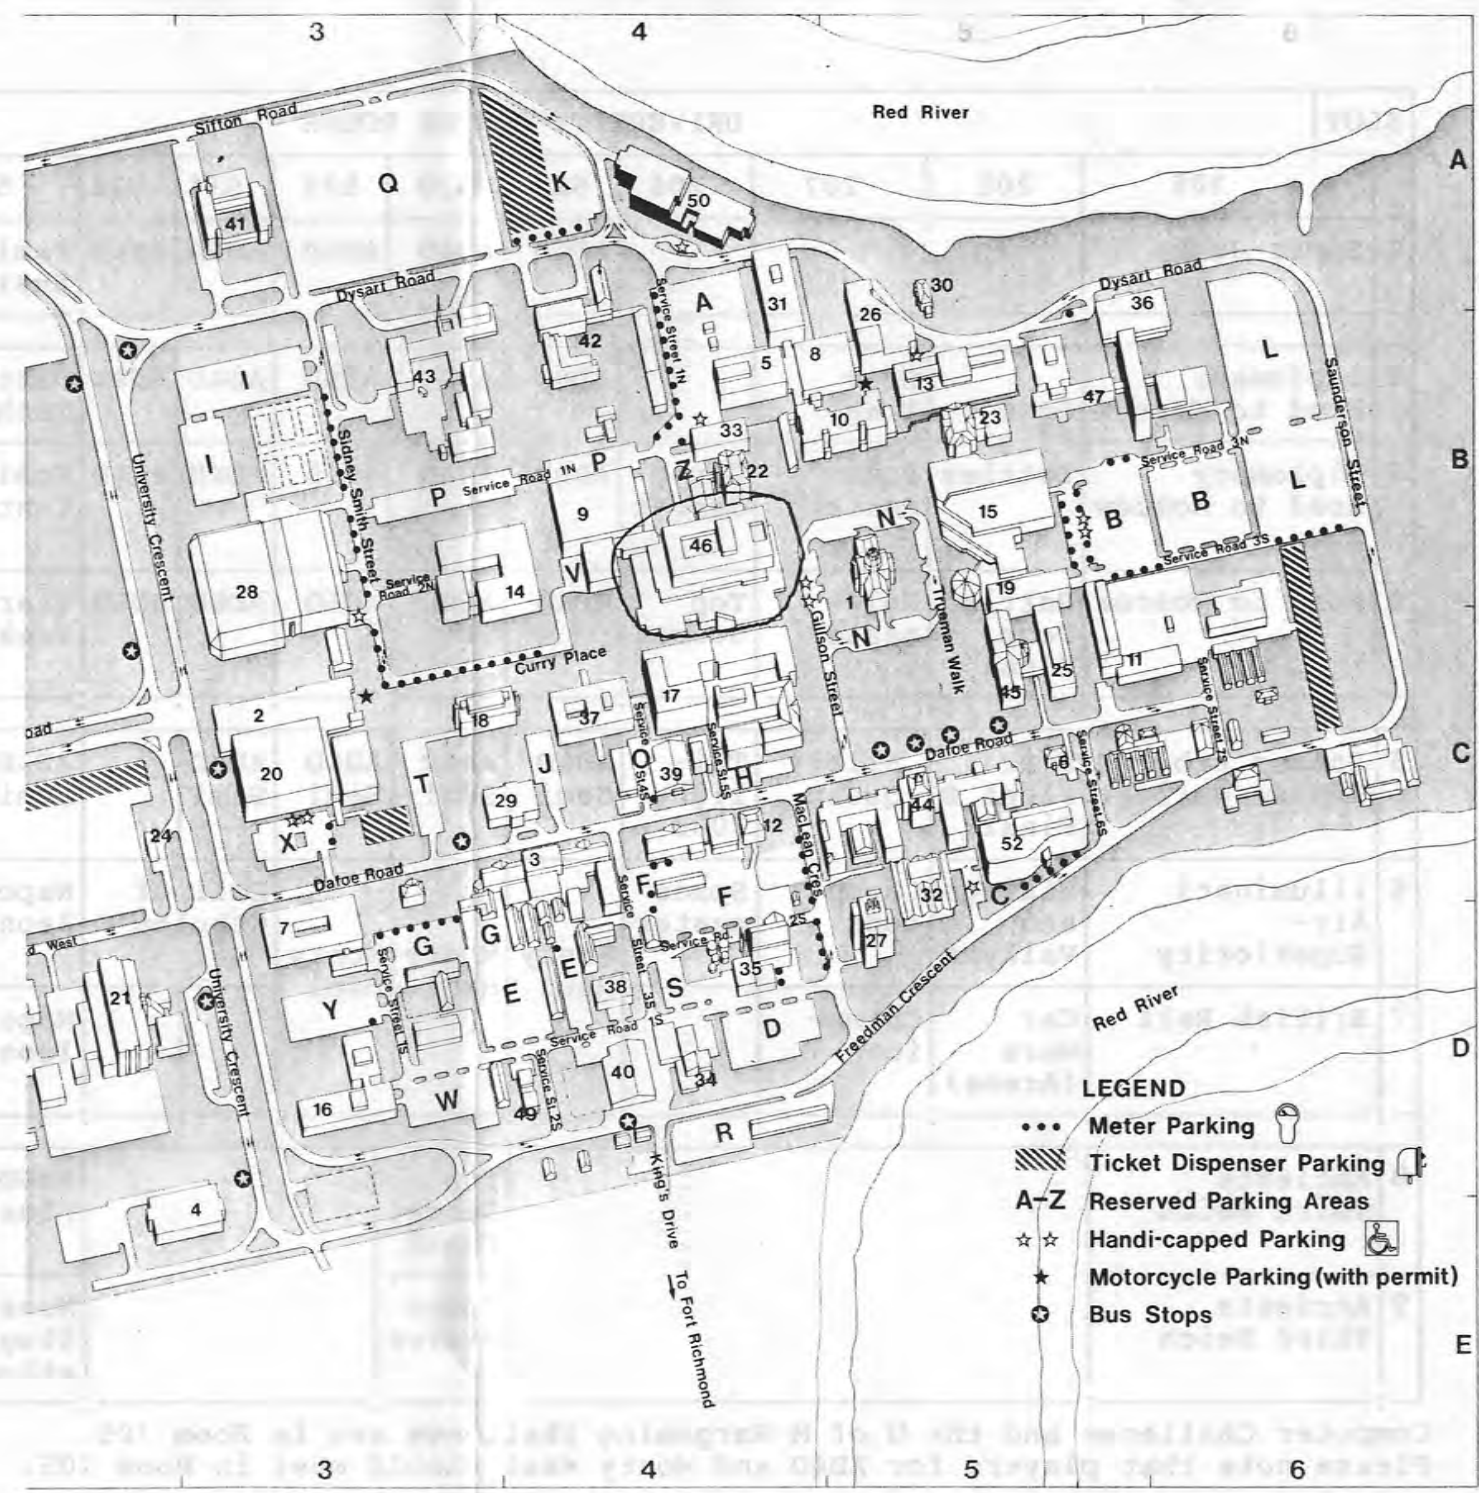 3
4
5
6
Red River
Sifton Road
A
Q
K
50
41
Dysart Road
Service Street 1N
A
31
30
26
Dysart Road
36
42
5
8
L
I
43
13
47
Saunderson Street
10
23
33
Sidney Smith Street
I
P
Service Road 1N
P
Z
22
Service Road 3N
B
University Crescent
L
9
46
N
15
B
B
Service Road 3S
28
Service Road 2N
14
V
1
19
Gillson Street
N
Trueman Walk
Curry Place
11
25
45
Service Street 7S
2
18
37
17
oad
Service St 4S
Service St. 5S
Dafoe Road
C
20
T
J
O
39
H
6
Service Street 6S
29
44
24
X
12
MacLean Cres
52
3
Dafoe Road
F
F
32
C
7
Service Street 3S
d West
G
G
Service Rd. 2S
27
E
35
21
Service Street 1S
E
38
S
Y
Service Road 1S
D
Freedman Crescent
Red River
University Crescent
D
40
34
16
W
49
Service St. 2S
R
4
King's Drive To Fort Richmond
LEGEND
Meter Parking
Ticket Dispenser Parking
A–Z Reserved Parking Areas
Handi-capped Parking
Motorcycle Parking (with permit)
Bus Stops
E
3
4
5
6